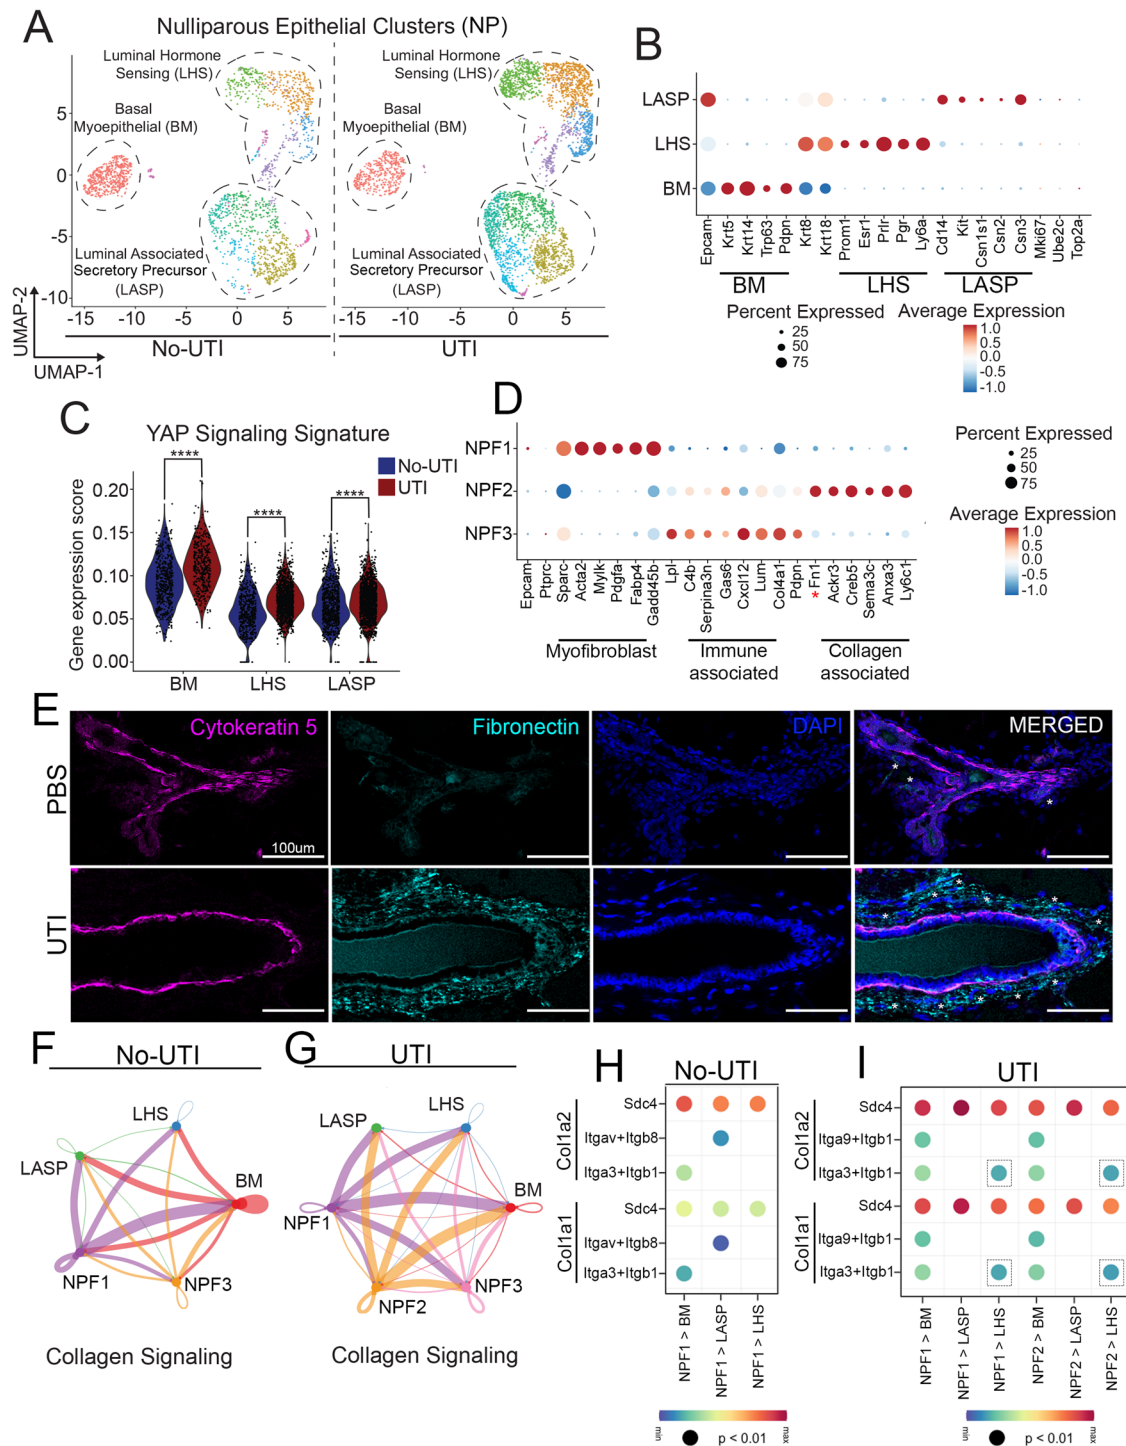 A
Nulliparous Epithelial Clusters (NP)
Luminal Hormone
Sensing (LHS)
Basal
Myoepithelial (BM)
Luminal Associated
Secretory Precursor
(LASP)
Luminal Hormone
Sensing (LHS)
Basal
Myoepithelial (BM)
Luminal Associated
Secretory Precursor
(LASP)
5
0
-5
-10
-15
-10
-5
0
5
-15
-10
-5
0
5
UMAP-2
UMAP-1
No-UTI
UTI
B
LASP
LHS
BM
Epcam
Krt5
Krt14
Trp63
Pdpn
Krt8
Krt18
Prom1
Esr1
Prlr
Pgr
Ly6a
Cd14
Kit
Csn1s1
Csn2
Csn3
Mki67
Ube2c
Top2a
BM
LHS
LASP
Percent Expressed
25
50
75
Average Expression
1.0
0.5
0.0
-0.5
-1.0
C
YAP Signaling Signature
Gene expression score
0.20
0.15
0.10
0.05
0.00
****
****
****
No-UTI
UTI
BM
LHS
LASP
D
NPF1
NPF2
NPF3
Epcam
Ptprc
Sparc
Acta2
Mylk
Pdgfa
Fabp4
Gadd45b
Lpl
C4b
Serpina3n
Gas6
Cxcl12
Lum
Col4a1
Pdpn
* Fn1
Ackr3
Creb5
Sema3c
Anxa3
Ly6c1
Myofibroblast
Immune
associated
Collagen
associated
Percent Expressed
25
50
75
Average Expression
1.0
0.5
0.0
-0.5
-1.0
E
PBS
Cytokeratin 5
Fibronectin
DAPI
MERGED
100um
UTI
F
No-UTI
LHS
LASP
BM
NPF1
NPF3
Collagen Signaling
G
UTI
LHS
LASP
BM
NPF1
NPF2
NPF3
Collagen Signaling
H
No-UTI
Col1a2
Sdc4
Itgav+Itgb8
Itga3+Itgb1
Col1a1
Sdc4
Itgav+Itgb8
Itga3+Itgb1
NPF1 > BM
NPF1 > LASP
NPF1 > LHS
min
max
p < 0.01
I
UTI
Col1a2
Sdc4
Itga9+Itgb1
Itga3+Itgb1
Col1a1
Sdc4
Itga9+Itgb1
Itga3+Itgb1
NPF1 > BM
NPF1 > LASP
NPF1 > LHS
NPF2 > BM
NPF2 > LASP
NPF2 > LHS
min
max
p < 0.01